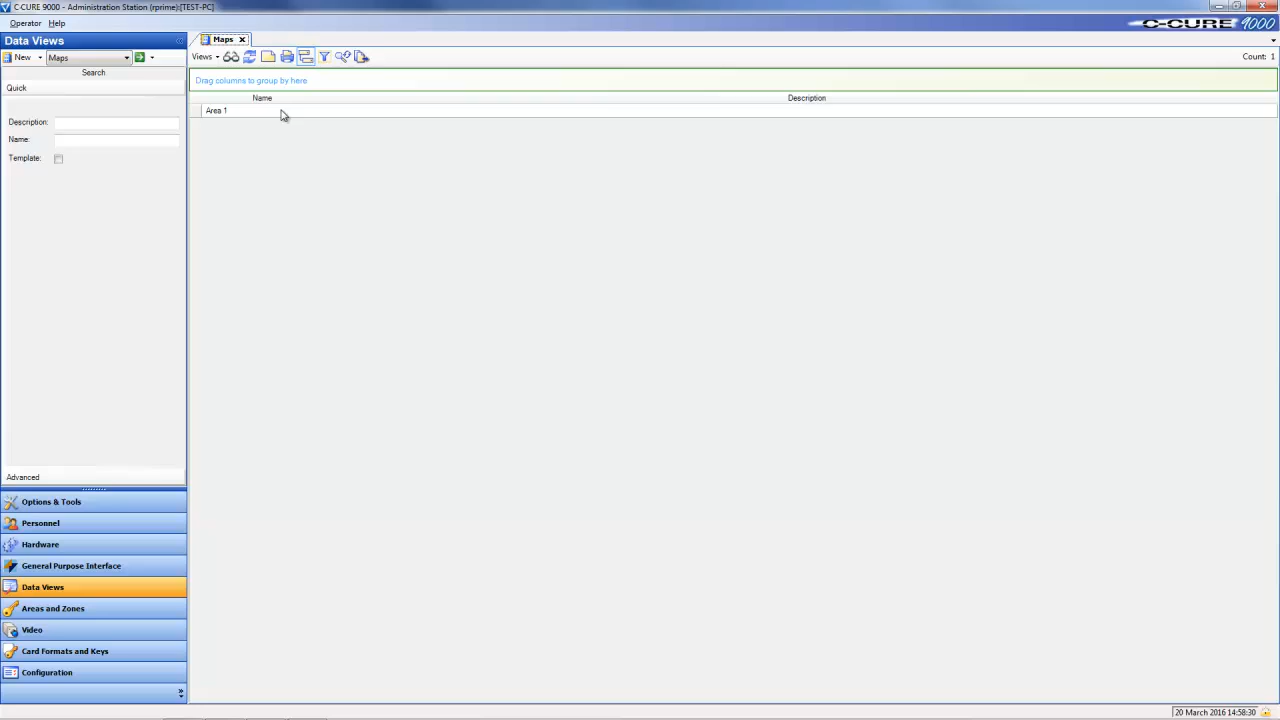 C-CURE 9000 - Administration Station (rprime):[TEST-PC]
Operator Help
C•CURE 9000
Data Views
Maps
New Maps
Views
Count: 1
Search
Quick
Drag columns to group by here
Name Description
Area 1
Description:
Name:
Template:
Advanced
Options & Tools
Personnel
Hardware
General Purpose Interface
Data Views
Areas and Zones
Video
Card Formats and Keys
Configuration
20 March 2016 14:58:30